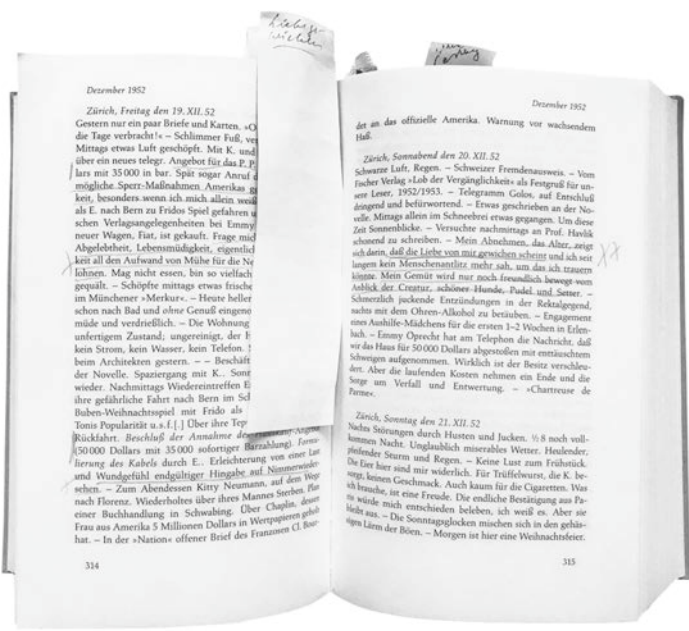 Dezember 1952
Zürich, Freitag den 19. XII. 52
Gestern nur ein paar Briefe und Karten. »O
die Tage verbracht!« – Schlimmer Fuß,
Mittags etwas Luft geschöpft. Mit K. und
über ein neues telegr. Angebot für das P. P.
lars mit 35 000 in bar. Spät sogar Anruf
mögliche Sperr-Maßnahmen Amerikas
keit, besonders wenn ich mich allein
als E. nach Bern zu Fridos Spiel gefahren
schen Verlagsangelegenheiten bei Emmy
neuer Wagen, Fiat, ist gekauft. Frage mich
Abgelebtheit, Lebensmüdigkeit,
keit all den Aufwand von Mühe für die
lohnen. Mag nicht essen, bin so vielfach
gequält. – Schöpfte mittags etwas frische
im Münchener »Merkur«. – Heute heller
schon nach Bad und ohne Genuß
müde und verdrießlich. – Die Wohnung
unfertigem Zustand; ungereinigt, der
kein Strom, kein Wasser, kein Telefon.
beim Architekten gestern. – – Beschäft
der Novelle. Spaziergang mit K..
wieder. Nachmittags Wiedereintreffen
ihre gefährliche Fahrt nach Bern im
Buben-Weihnachtsspiel mit Frido als
Tonis Popularität u.s.f.[.] Über ihre
Rückfahrt. Beschluß der Annahme des
(50 000 Dollars mit 35 000 sofortiger Barzahlung). Formu-
lierung des Kabels durch E.. Erleichterung von einer Last
und Wundgefühl endgültiger Hingabe auf Nimmerwieder-
sehen. – Zum Abendessen Kitty Neumann, auf dem Wege
nach Florenz. Wiederholtes über ihres Mannes Sterben. Plan
einer Buchhandlung in Schwabing. Über Chaplin, dessen
Frau aus Amerika 5 Millionen Dollars in Wertpapieren geholt
hat. – In der »Nation« offener Brief des Franzosen Cl. Bour-
314
Dezember 1952
det an das offizielle Amerika. Warnung vor wachsendem
Haß.
Zürich, Sonnabend den 20. XII. 52
Schwarze Luft, Regen. – Schweizer Fremdenausweis. – Vom
Fischer Verlag »Lob der Vergänglichkeit« als Festgruß für un-
sere Leser, 1952/1953. – Telegramm Golos, auf Entschluß
dringend und befürwortend. – Etwas geschrieben an der No-
velle. Mittags allein im Schneebrei etwas gegangen. Um diese
Zeit Sonnenblicke. – Versuchte nachmittags an Prof. Havlik
schonend zu schreiben. – Mein Abnehmen, das Alter, zeigt
sich darin, daß die Liebe von mir gewichen scheint und ich seit
langem kein Menschenantlitz mehr sah, um das ich trauern
könnte. Mein Gemüt wird nur noch freundlich bewegt vom
Anblick der Creatur, schöner Hunde, Pudel und Setter. –
Schmerzlich juckende Entzündungen in der Rektalgegend,
nachts mit dem Ohren-Alkohol zu betäuben. – Engagement
eines Aushilfe-Mädchens für die ersten 1–2 Wochen in Erlen-
bach. – Emmy Oprecht hat am Telephon die Nachricht, daß
wir das Haus für 50 000 Dollars abgestoßen mit enttäuschtem
Schweigen aufgenommen. Wirklich ist der Besitz verschleu-
dert. Aber die laufenden Kosten nehmen ein Ende und die
Sorge um Verfall und Entwertung. – »Chartreuse de
Parme«.
Zürich, Sonntag den 21. XII. 52
Nachts Störungen durch Husten und Jucken. ½ 8 noch voll-
kommen Nacht. Unglaublich miserables Wetter. Heulender,
pfeifender Sturm und Regen. – Keine Lust zum Frühstück.
Die Eier hier sind mir widerlich. Für Trüffelwurst, die K. be-
sorgt, keinen Geschmack. Auch kaum für die Cigaretten. Was
ich brauche, ist eine Freude. Die endliche Bestätigung aus Pa-
ris würde mich entschieden beleben, ich weiß es. Aber sie
bleibt aus. – Die Sonntagsglocken mischen sich in den gehäs-
sigen Lärm der Böen. – Morgen ist hier eine Weihnachtsfeier.
315